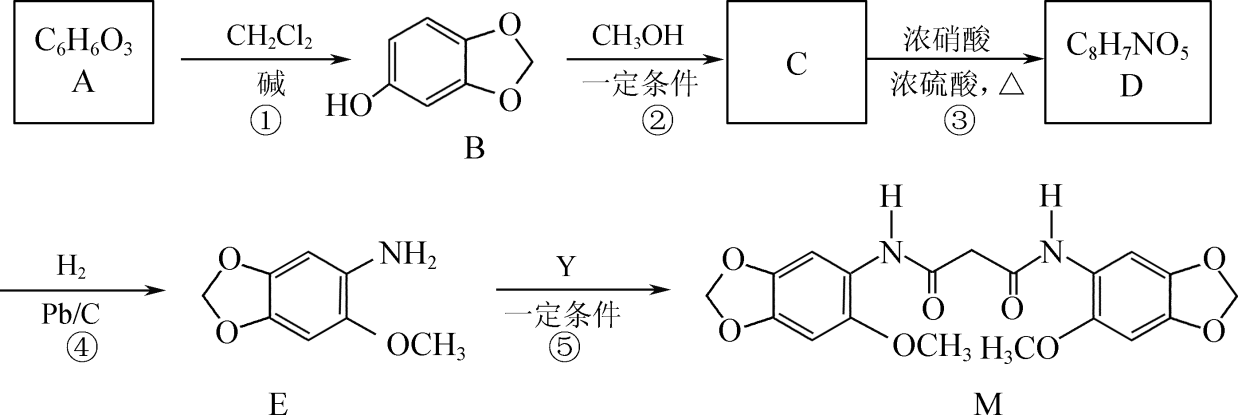 C₆H₆O₃
A
CH₂Cl₂
碱
①
HO
O
O
B
CH₃OH
一定条件
②
C
浓硝酸
浓硫酸，△
③
C₈H₇NO₅
D
H₂
Pb/C
④
O
O
NH₂
OCH₃
E
Y
一定条件
⑤
H
H
O
N
N
O
O
O
O
O
OCH₃
H₃CO
M